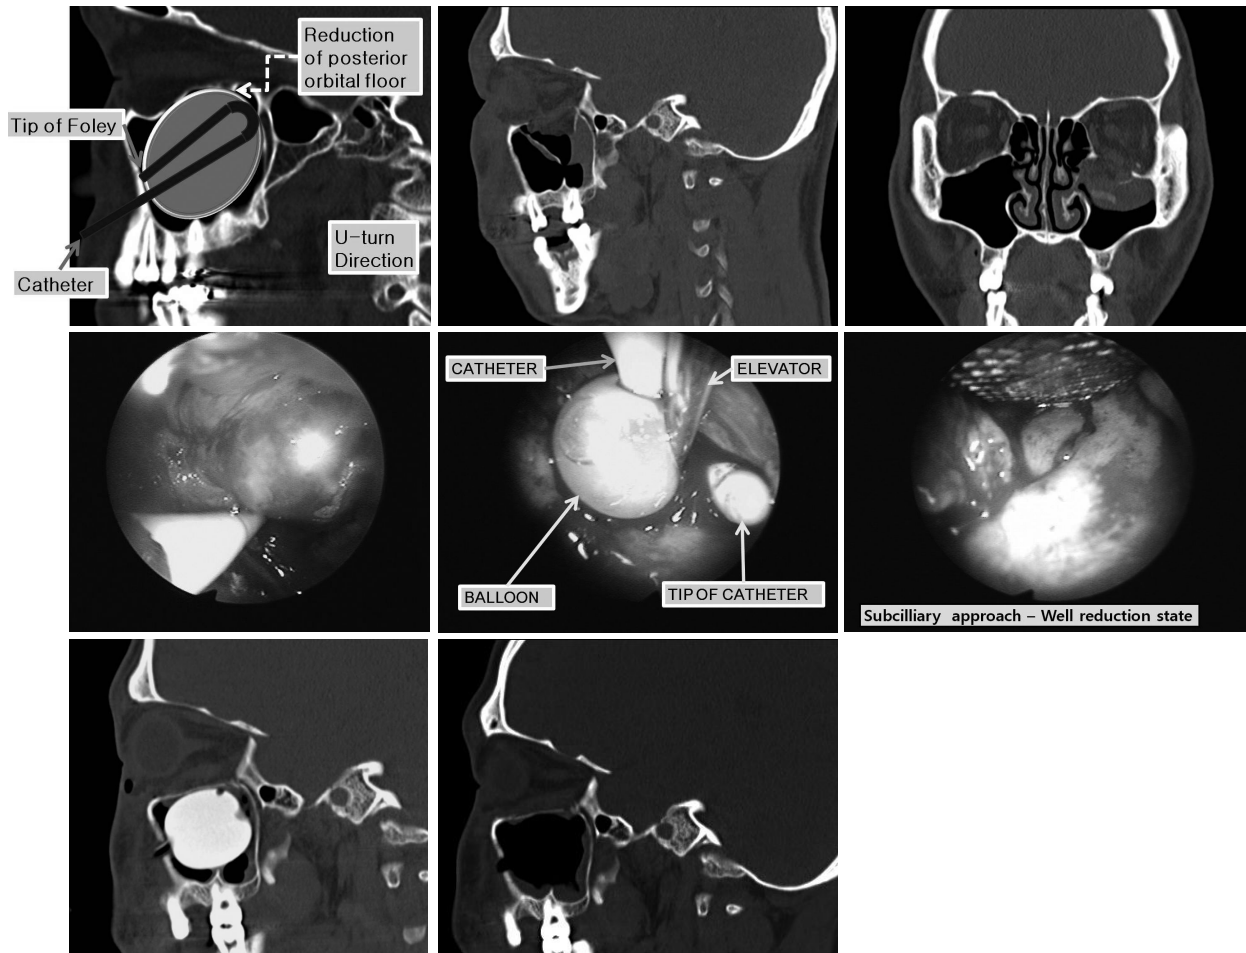 Reduction
of posterior
orbital floor
Tip of Foley
U-turn
Direction
Catheter
CATHETER
ELEVATOR
BALLOON
TIP OF CATHETER
Subcilliary approach – Well reduction state